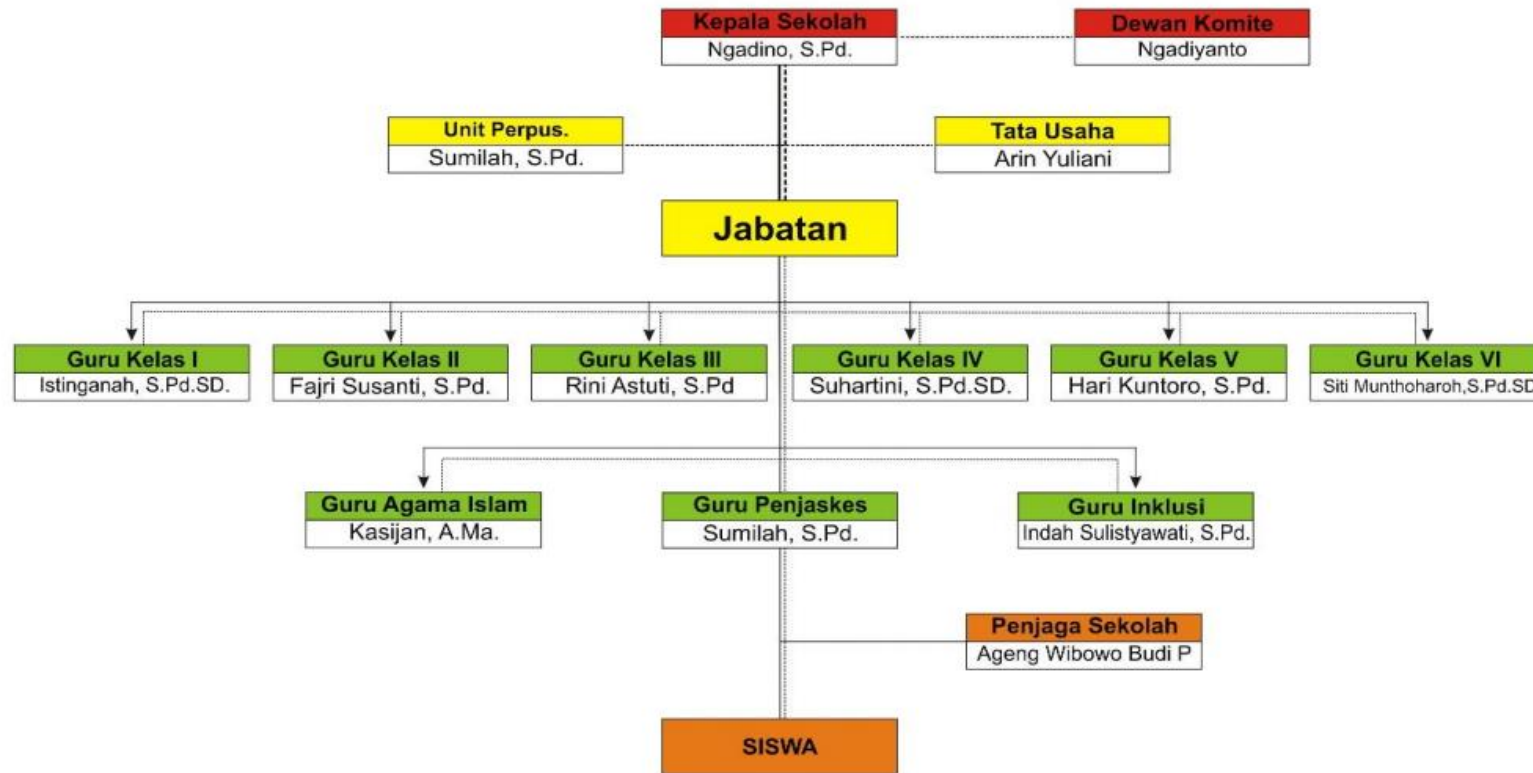 Kepala Sekolah
Ngadino, S.Pd.
Dewan Komite
Ngadiyanto
Unit Perpus.
Sumilah, S.Pd.
Tata Usaha
Arin Yuliani
Jabatan
Guru Kelas I
Istinganah, S.Pd.SD.
Guru Kelas II
Fajri Susanti, S.Pd.
Guru Kelas III
Rini Astuti, S.Pd
Guru Kelas IV
Suhartini, S.Pd.SD.
Guru Kelas V
Hari Kuntoro, S.Pd.
Guru Kelas VI
Siti Munthoharoh,S.Pd.SD
Guru Agama Islam
Kasijan, A.Ma.
Guru Penjaskes
Sumilah, S.Pd.
Guru Inklusi
Indah Sulistyawati, S.Pd.
Penjaga Sekolah
Ageng Wibowo Budi P
SISWA